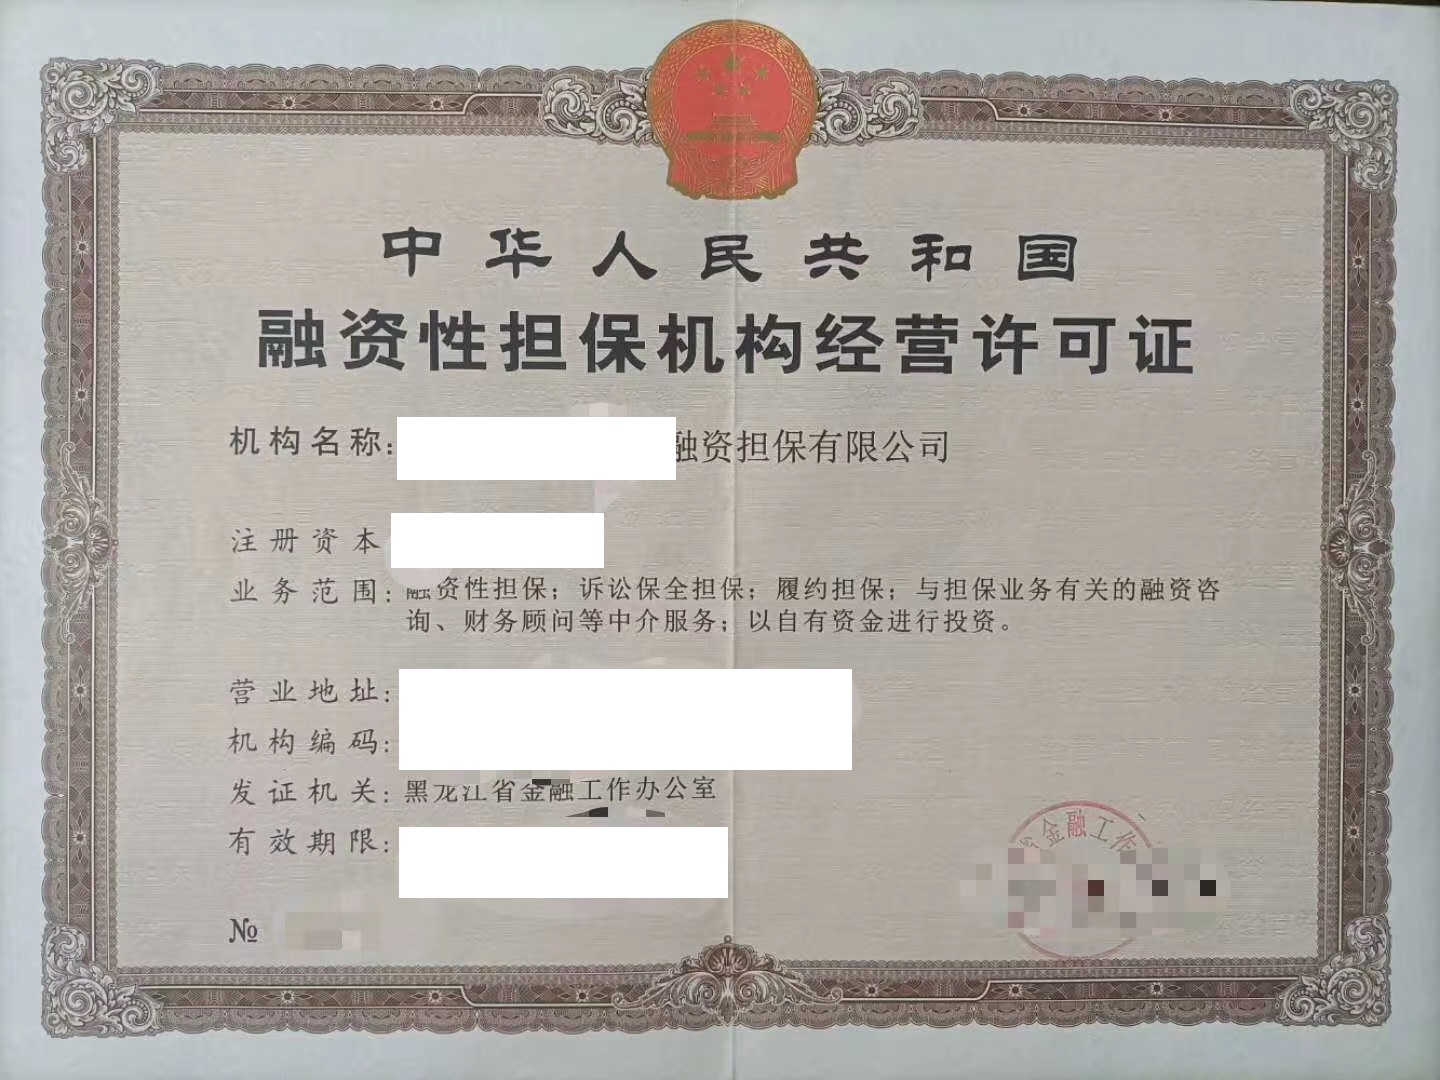 中华人民共和国
融资性担保机构经营许可证
机构名称:融资担保有限公司
注册资本
业务范围:融资性担保；诉讼保全担保；履约担保；与担保业务有关的融资咨
询、财务顾问等中介服务；以自有资金进行投资。
营业地址:
机构编码:
发证机关:黑龙江省金融工作办公室
有效期限:
省金融工作
№